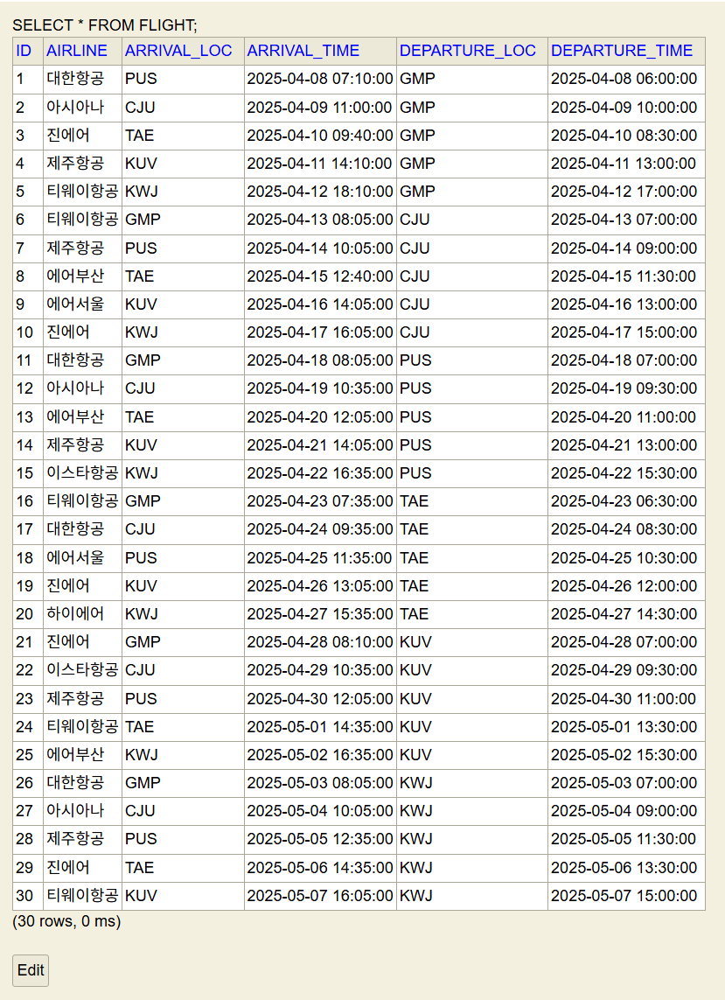 SELECT * FROM FLIGHT;
ID AIRLINE ARRIVAL_LOC ARRIVAL_TIME DEPARTURE_LOC DEPARTURE_TIME
1 대한항공 PUS 2025-04-08 07:10:00 GMP 2025-04-08 06:00:00
2 아시아나 CJU 2025-04-09 11:00:00 GMP 2025-04-09 10:00:00
3 진에어 TAE 2025-04-10 09:40:00 GMP 2025-04-10 08:30:00
4 제주항공 KUV 2025-04-11 14:10:00 GMP 2025-04-11 13:00:00
5 티웨이항공 KWJ 2025-04-12 18:10:00 GMP 2025-04-12 17:00:00
6 티웨이항공 GMP 2025-04-13 08:05:00 CJU 2025-04-13 07:00:00
7 제주항공 PUS 2025-04-14 10:05:00 CJU 2025-04-14 09:00:00
8 에어부산 TAE 2025-04-15 12:40:00 CJU 2025-04-15 11:30:00
9 에어서울 KUV 2025-04-16 14:05:00 CJU 2025-04-16 13:00:00
10 진에어 KWJ 2025-04-17 16:05:00 CJU 2025-04-17 15:00:00
11 대한항공 GMP 2025-04-18 08:05:00 PUS 2025-04-18 07:00:00
12 아시아나 CJU 2025-04-19 10:35:00 PUS 2025-04-19 09:30:00
13 에어부산 TAE 2025-04-20 12:05:00 PUS 2025-04-20 11:00:00
14 제주항공 KUV 2025-04-21 14:05:00 PUS 2025-04-21 13:00:00
15 이스타항공 KWJ 2025-04-22 16:35:00 PUS 2025-04-22 15:30:00
16 티웨이항공 GMP 2025-04-23 07:35:00 TAE 2025-04-23 06:30:00
17 대한항공 CJU 2025-04-24 09:35:00 TAE 2025-04-24 08:30:00
18 에어서울 PUS 2025-04-25 11:35:00 TAE 2025-04-25 10:30:00
19 진에어 KUV 2025-04-26 13:05:00 TAE 2025-04-26 12:00:00
20 하이에어 KWJ 2025-04-27 15:35:00 TAE 2025-04-27 14:30:00
21 진에어 GMP 2025-04-28 08:10:00 KUV 2025-04-28 07:00:00
22 이스타항공 CJU 2025-04-29 10:35:00 KUV 2025-04-29 09:30:00
23 제주항공 PUS 2025-04-30 12:05:00 KUV 2025-04-30 11:00:00
24 티웨이항공 TAE 2025-05-01 14:35:00 KUV 2025-05-01 13:30:00
25 에어부산 KWJ 2025-05-02 16:35:00 KUV 2025-05-02 15:30:00
26 대한항공 GMP 2025-05-03 08:05:00 KWJ 2025-05-03 07:00:00
27 아시아나 CJU 2025-05-04 10:05:00 KWJ 2025-05-04 09:00:00
28 제주항공 PUS 2025-05-05 12:35:00 KWJ 2025-05-05 11:30:00
29 진에어 TAE 2025-05-06 14:35:00 KWJ 2025-05-06 13:30:00
30 티웨이항공 KUV 2025-05-07 16:05:00 KWJ 2025-05-07 15:00:00
(30 rows, 0 ms)
Edit